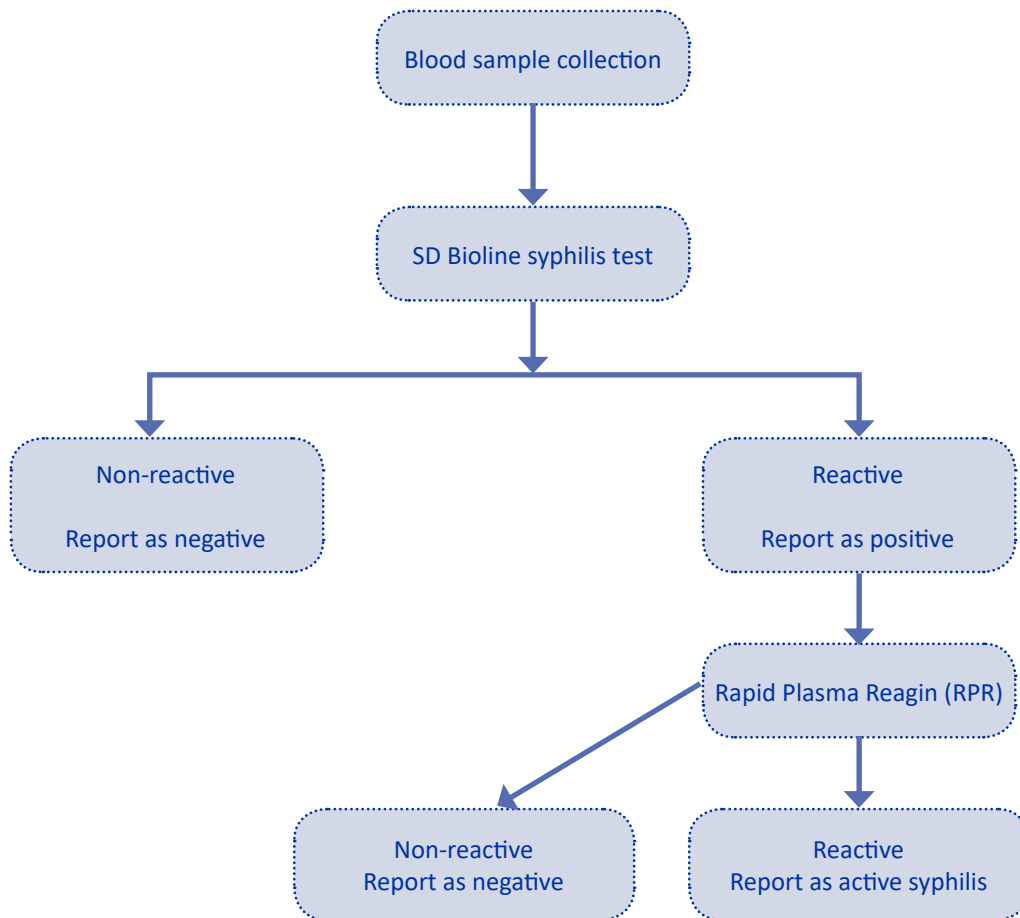 Blood sample collection
SD Bioline syphilis test
Non-reactive
Report as negative
Reactive
Report as positive
Rapid Plasma Reagin (RPR)
Non-reactive
Report as negative
Reactive
Report as active syphilis